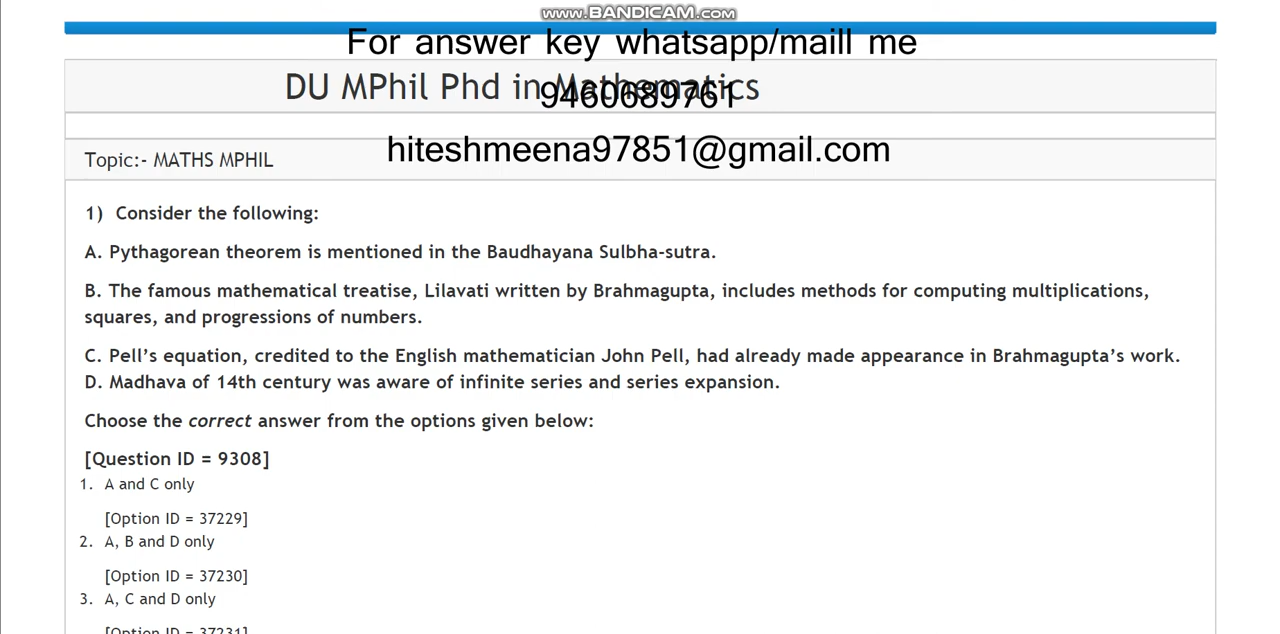 www.BANDICAM.com
For answer key whatsapp/maill me
DU MPhil Phd in Mathematics
9460689761
Topic:- MATHS MPHIL
hiteshmeena97851@gmail.com
1) Consider the following:
A. Pythagorean theorem is mentioned in the Baudhayana Sulbha-sutra.
B. The famous mathematical treatise, Lilavati written by Brahmagupta, includes methods for computing multiplications,
squares, and progressions of numbers.
C. Pell's equation, credited to the English mathematician John Pell, had already made appearance in Brahmagupta's work.
D. Madhava of 14th century was aware of infinite series and series expansion.
Choose the correct answer from the options given below:
[Question ID = 9308]
1. A and C only
[Option ID = 37229]
2. A, B and D only
[Option ID = 37230]
3. A, C and D only
[Option ID = 37231]